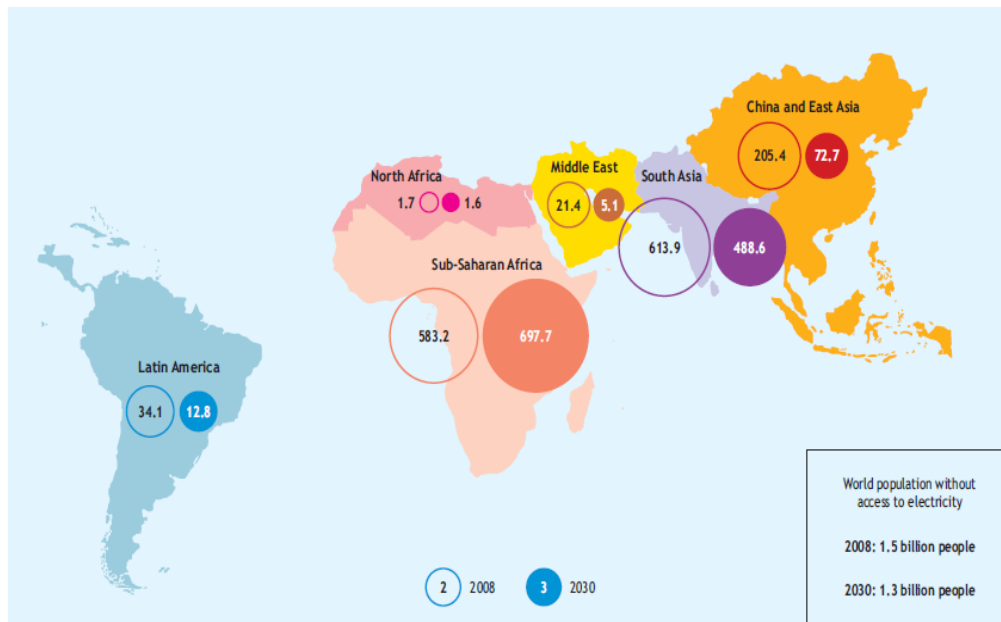 China and East Asia
205.4
72.7
North Africa
1.7
1.6
Middle East
21.4
5.1
South Asia
613.9
488.6
Sub-Saharan Africa
583.2
697.7
Latin America
34.1
12.8
World population without
access to electricity
2008: 1.5 billion people
2030: 1.3 billion people
2 2008
3 2030